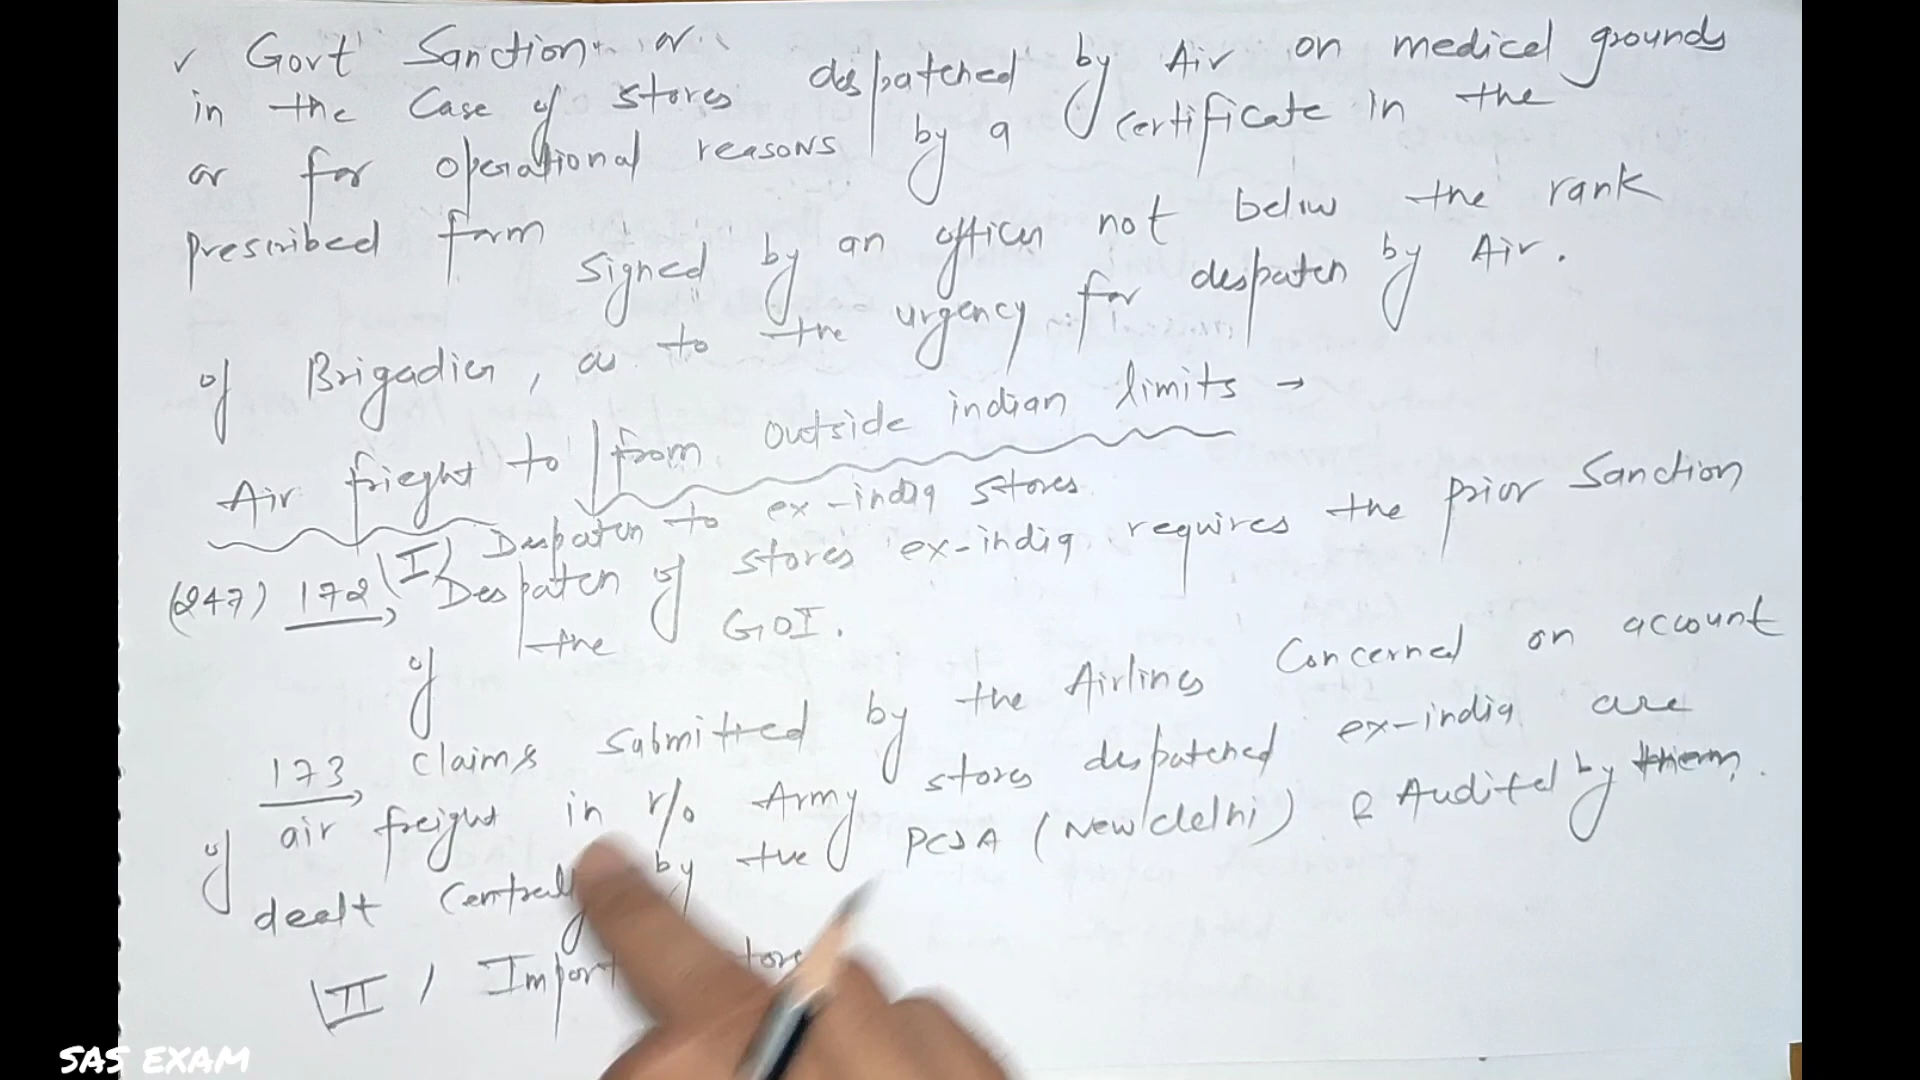 ✓ Govt Sanction or
in the Case of stores despatched by Air on medical grounds
or for operational reasons by a certificate in the
prescribed form signed by an officer not below the rank
of Brigadier, as to the urgency for despatch by Air.
Air frieght to / from outside indian limits →
(I) Despatch to ex-india stores
(247) 172, Despatch of stores ex-india requires the prior Sanction
of the GOI.
173, claims submitted by the Airlines Concerned on account
of air freight in r/o Army stores despatched ex-india are
dealt Centrally by the PCDA (New delhi) & Audited by them.
II, Import
SAS EXAM